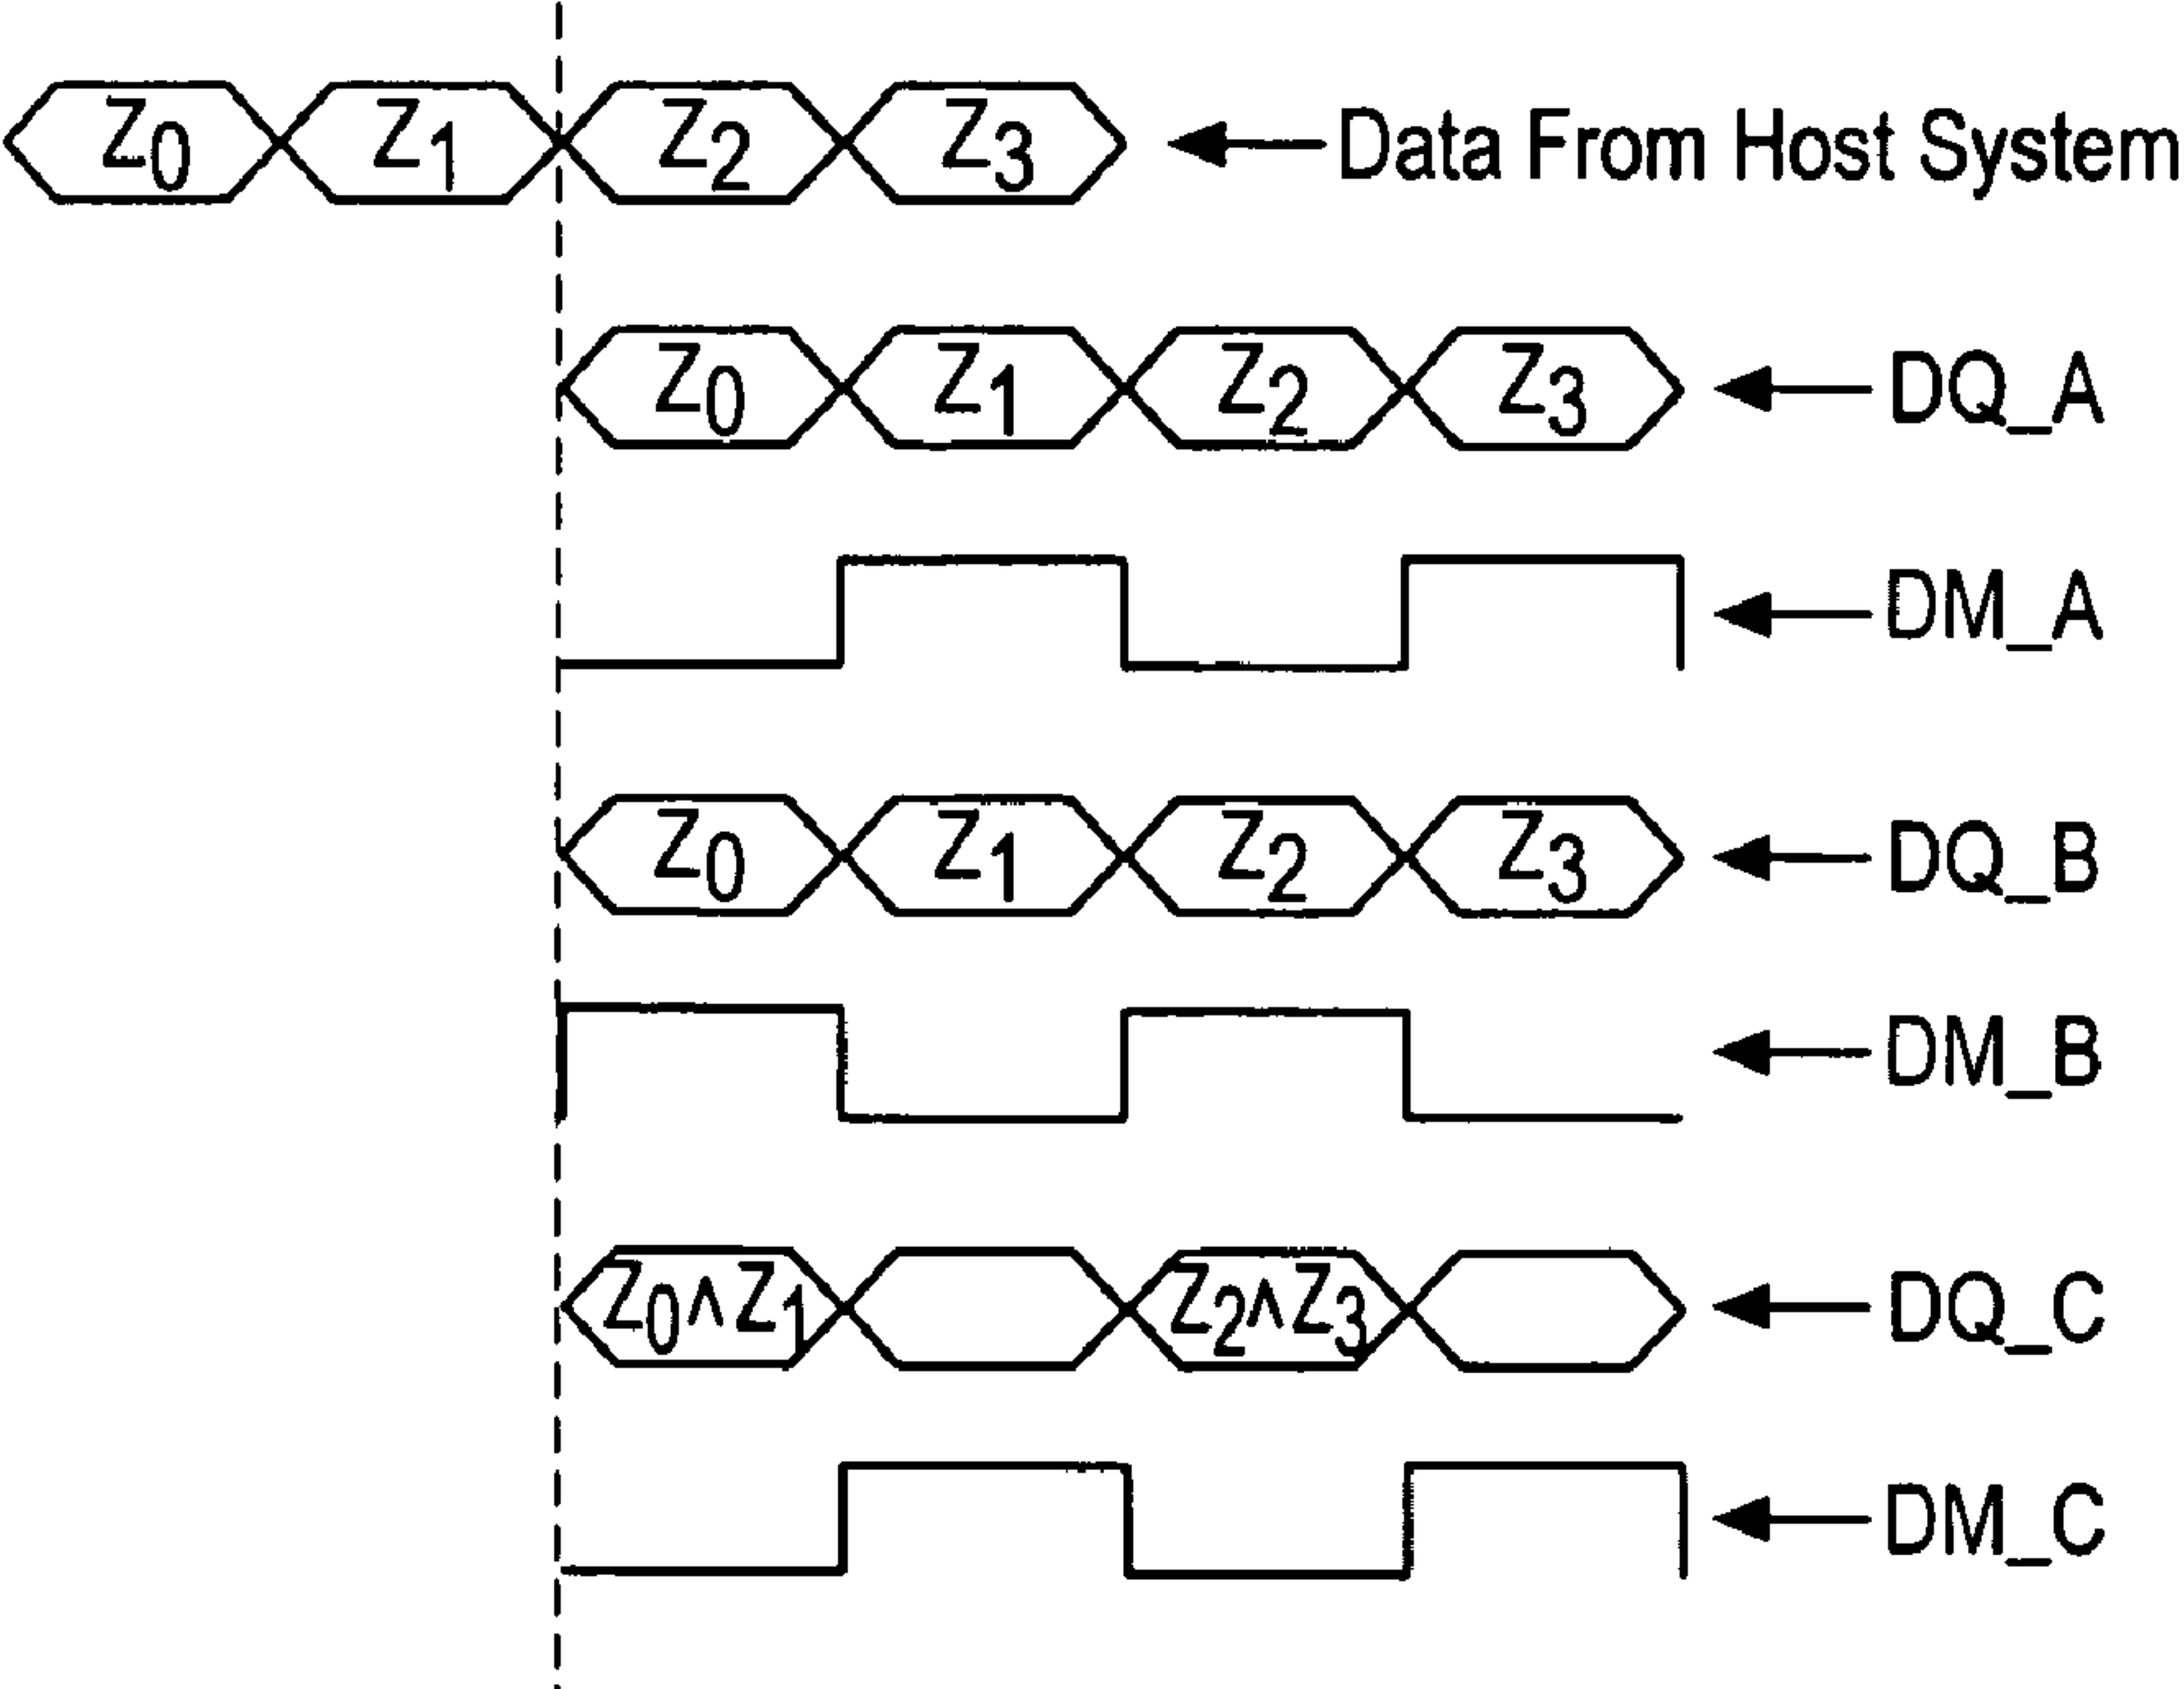 Z0 Z1 Z2 Z3 Data From Host System
Z0 Z1 Z2 Z3 DQ_A
DM_A
Z0 Z1 Z2 Z3 DQ_B
DM_B
Z0∧Z1 Z2∧Z3 DQ_C
DM_C